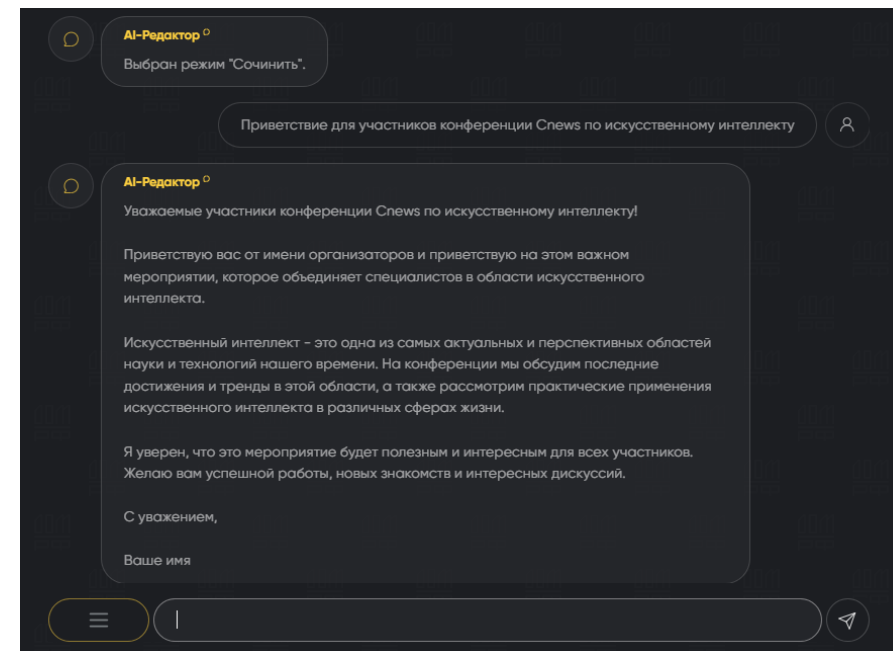 AI-Редактор
Выбран режим "Сочинить".
Приветствие для участников конференции Cnews по искусственному интеллекту
AI-Редактор
Уважаемые участники конференции Cnews по искусственному интеллекту!
Приветствую вас от имени организаторов и приветствую на этом важном
мероприятии, которое объединяет специалистов в области искусственного
интеллекта.
Искусственный интеллект - это одна из самых актуальных и перспективных областей
науки и технологий нашего времени. На конференции мы обсудим последние
достижения и тренды в этой области, а также рассмотрим практические применения
искусственного интеллекта в различных сферах жизни.
Я уверен, что это мероприятие будет полезным и интересным для всех участников.
Желаю вам успешной работы, новых знакомств и интересных дискуссий.
С уважением,
Ваше имя